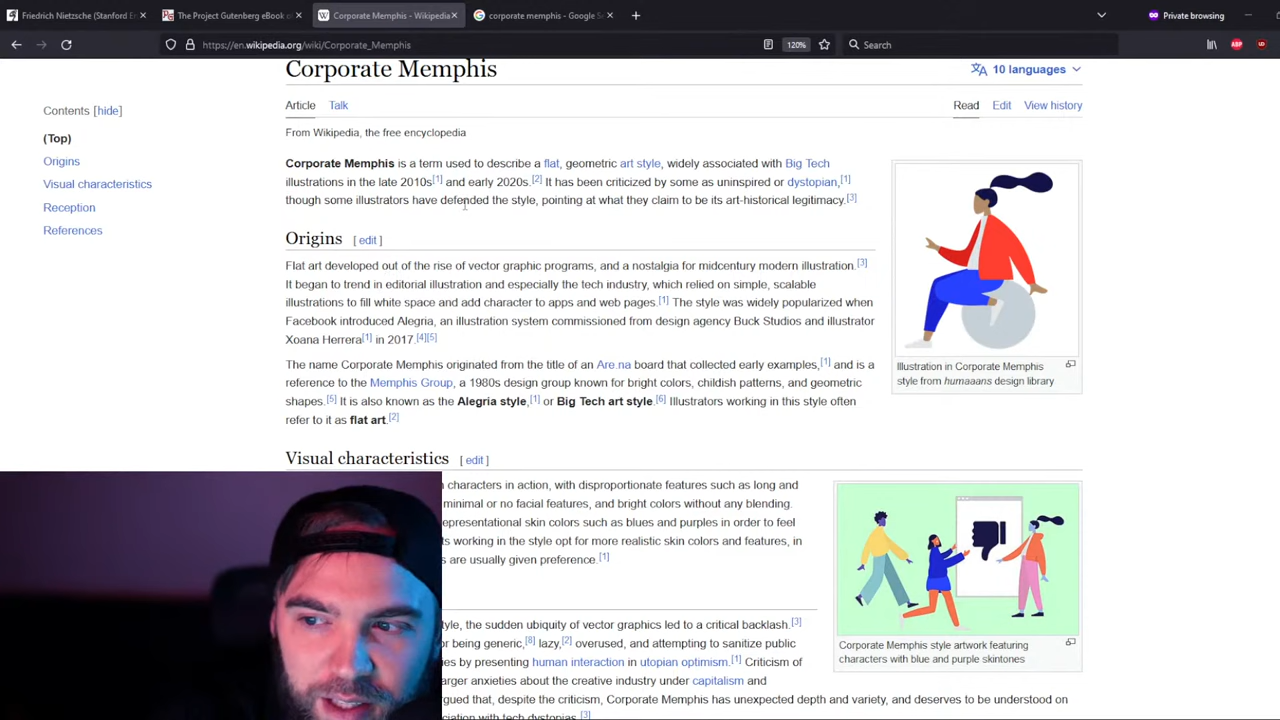 Friedrich Nietzsche (Stanford En
The Project Gutenberg eBook of
Corporate Memphis - Wikipedia
corporate memphis - Google Se
Private browsing
https://en.wikipedia.org/wiki/Corporate_Memphis
120%
Search
Corporate Memphis
10 languages
Contents [hide]
(Top)
Origins
Visual characteristics
Reception
References
Article Talk
Read Edit View history
From Wikipedia, the free encyclopedia
Corporate Memphis is a term used to describe a flat, geometric art style, widely associated with Big Tech
illustrations in the late 2010s[1] and early 2020s.[2] It has been criticized by some as uninspired or dystopian,[1]
though some illustrators have defended the style, pointing at what they claim to be its art-historical legitimacy.[3]
Origins [ edit ]
Flat art developed out of the rise of vector graphic programs, and a nostalgia for midcentury modern illustration.[3]
It began to trend in editorial illustration and especially the tech industry, which relied on simple, scalable
illustrations to fill white space and add character to apps and web pages.[1] The style was widely popularized when
Facebook introduced Alegria, an illustration system commissioned from design agency Buck Studios and illustrator
Xoana Herrera[1] in 2017.[4][5]
The name Corporate Memphis originated from the title of an Are.na board that collected early examples,[1] and is a
reference to the Memphis Group, a 1980s design group known for bright colors, childish patterns, and geometric
shapes.[5] It is also known as the Alegria style,[1] or Big Tech art style.[6] Illustrators working in this style often
refer to it as flat art.[2]
Illustration in Corporate Memphis
style from humaaans design library
Visual characteristics [ edit ]
characters in action, with disproportionate features such as long and
minimal or no facial features, and bright colors without any blending.
epresentational skin colors such as blues and purples in order to feel
ts working in the style opt for more realistic skin colors and features, in
s are usually given preference.[1]
Corporate Memphis style artwork featuring
characters with blue and purple skintones
tyle, the sudden ubiquity of vector graphics led to a critical backlash.[3]
or being generic,[8] lazy,[2] overused, and attempting to sanitize public
ies by presenting human interaction in utopian optimism.[1] Criticism of
arger anxieties about the creative industry under capitalism and
rgued that, despite the criticism, Corporate Memphis has unexpected depth and variety, and deserves to be understood on
ciation with tech dystopias.[3]